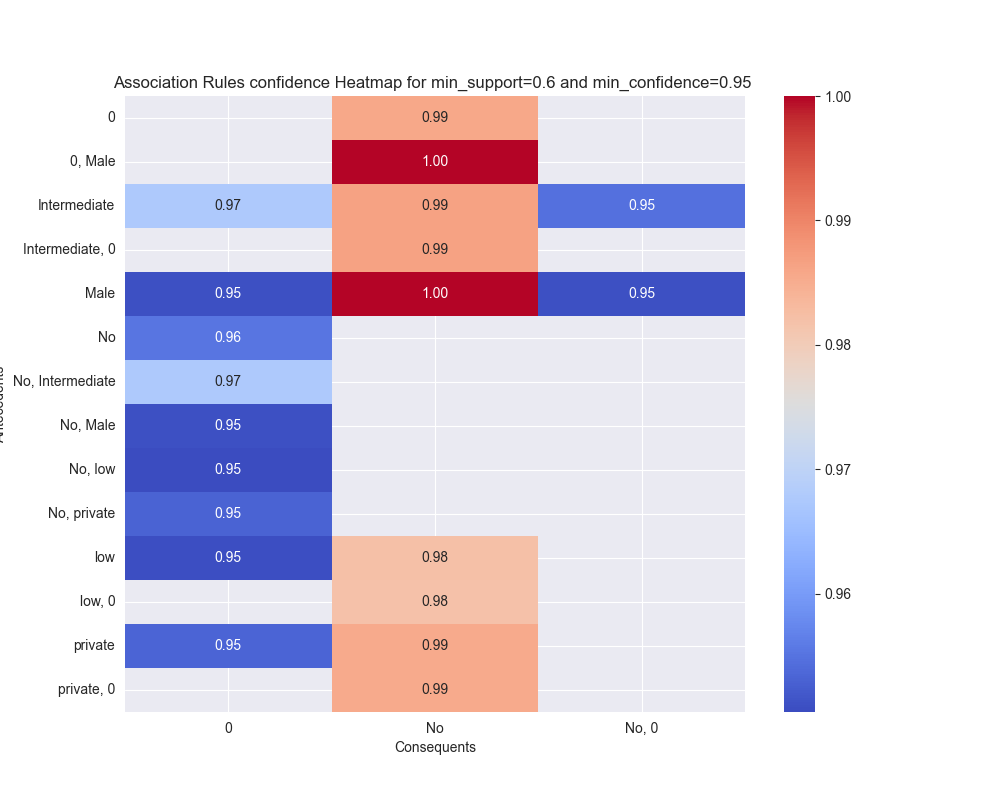 Association Rules confidence Heatmap for min_support=0.6 and min_confidence=0.95
0 0.99
0, Male 1.00
Intermediate 0.97 0.99 0.95
Intermediate, 0 0.99
Male 0.95 1.00 0.95
No 0.96
No, Intermediate 0.97
No, Male 0.95
No, low 0.95
No, private 0.95
low 0.95 0.98
low, 0 0.98
private 0.95 0.99
private, 0 0.99
0 No No, 0
Consequents
1.00
0.99
0.98
0.97
0.96